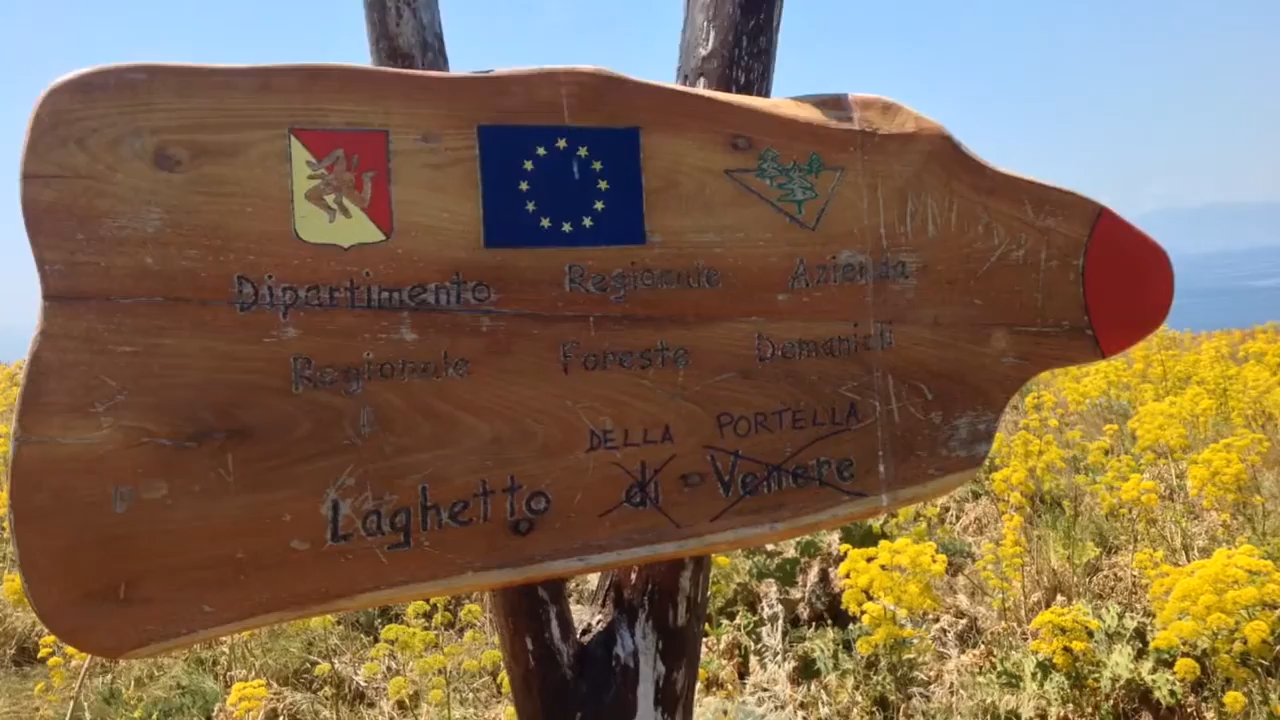 Dipartimento Regionale Azienda
Regionale Foreste Demaniali
DELLA PORTELLA
Laghetto di Venere